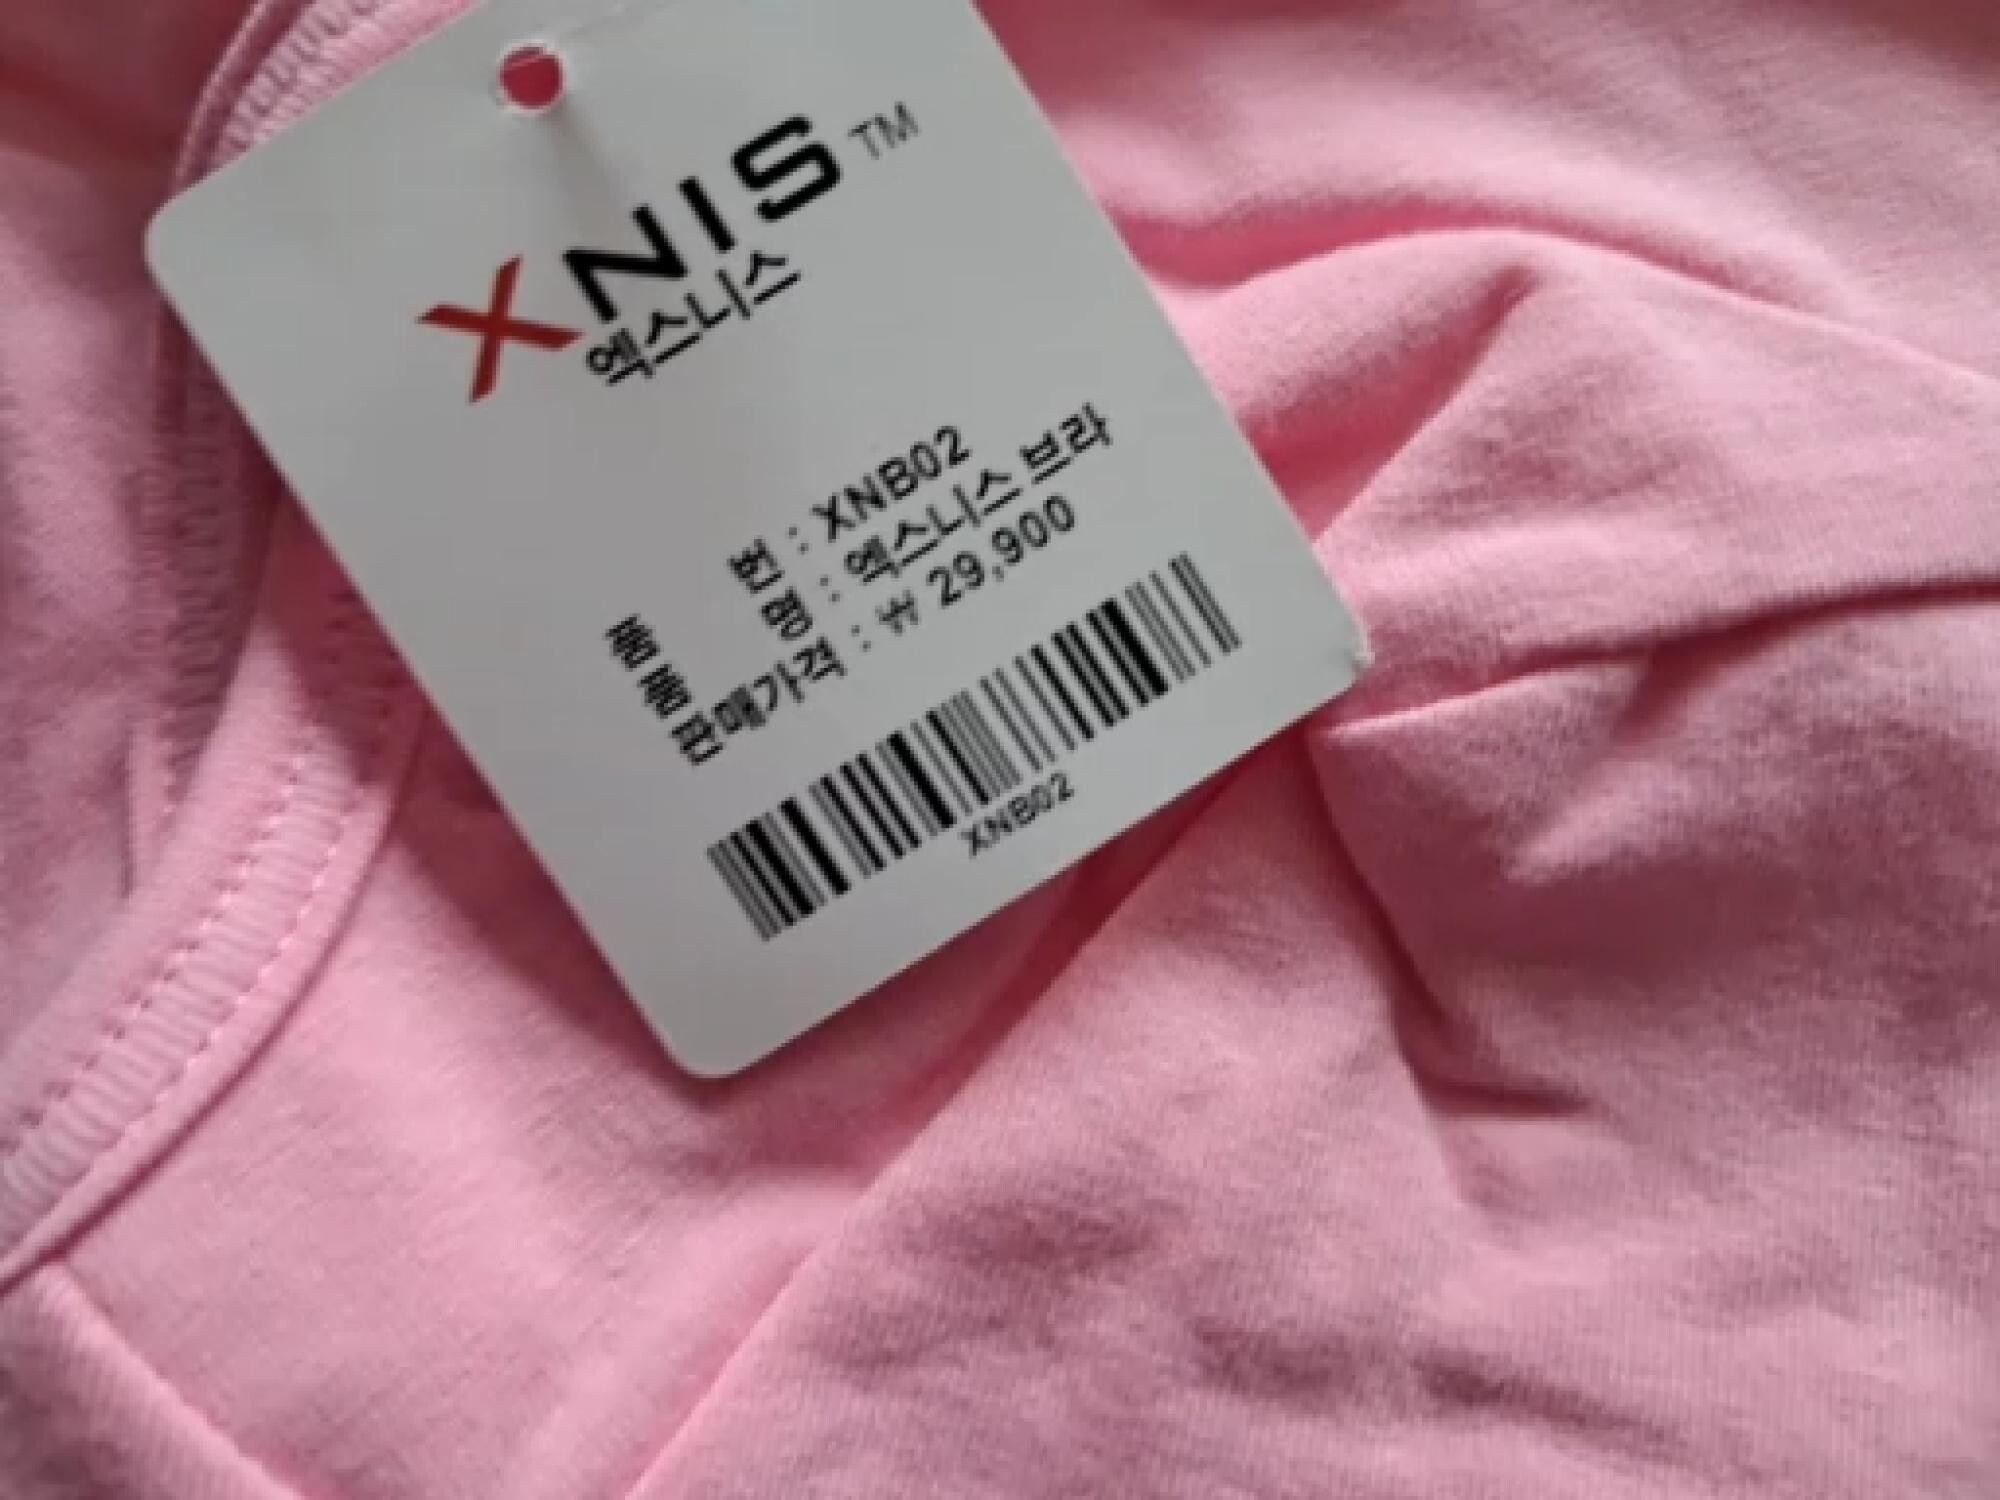 XNIS TM
엑스니스
품 번 : XNB02
품 명 : 엑스니스 브라
판매가격 : ₩ 29,900
XNB02